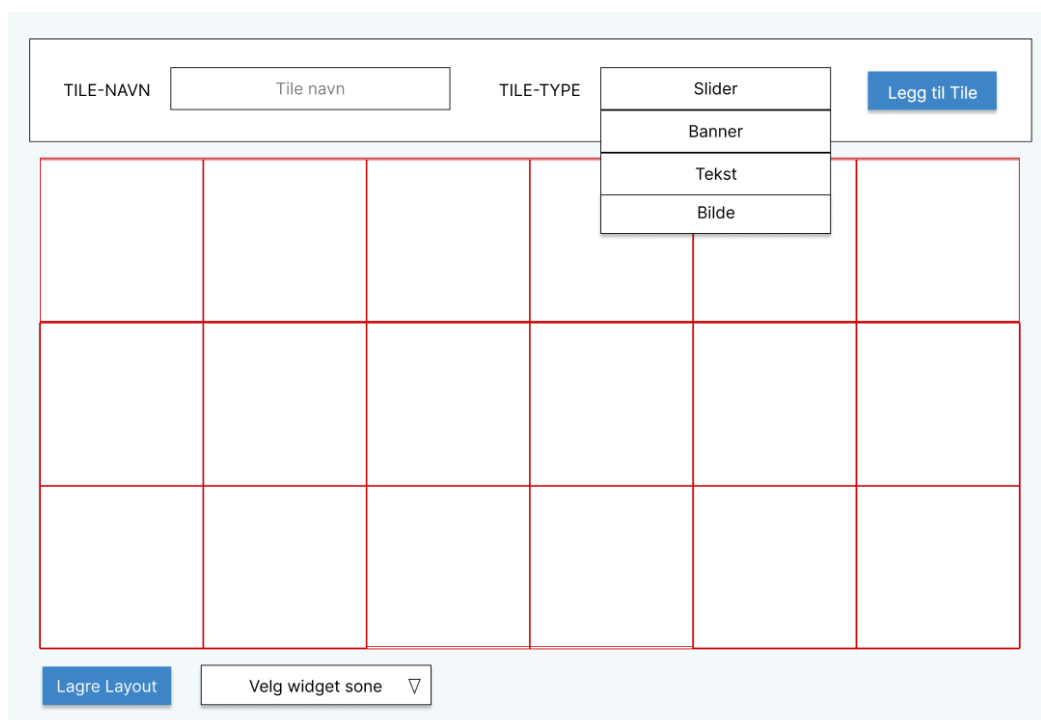 TILE-NAVN
Tile navn
TILE-TYPE
Slider
Legg til Tile
Banner
Tekst
Bilde
Lagre Layout
Velg widget sone